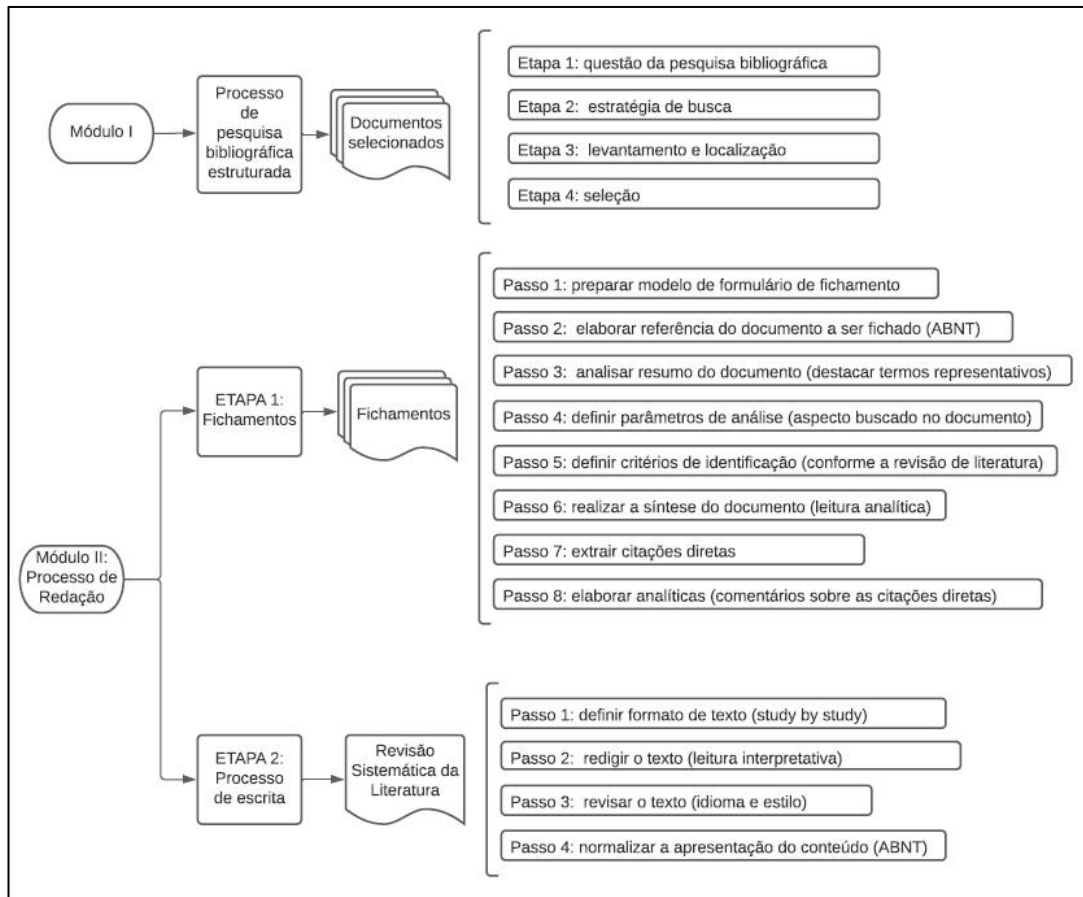 Módulo I
Processo
de
pesquisa
bibliográfica
estruturada
Documentos
selecionados
Etapa 1: questão da pesquisa bibliográfica
Etapa 2: estratégia de busca
Etapa 3: levantamento e localização
Etapa 4: seleção
Módulo II:
Processo de
Redação
ETAPA 1:
Fichamentos
Fichamentos
Passo 1: preparar modelo de formulário de fichamento
Passo 2: elaborar referência do documento a ser fichado (ABNT)
Passo 3: analisar resumo do documento (destacar termos representativos)
Passo 4: definir parâmetros de análise (aspecto buscado no documento)
Passo 5: definir critérios de identificação (conforme a revisão de literatura)
Passo 6: realizar a síntese do documento (leitura analítica)
Passo 7: extrair citações diretas
Passo 8: elaborar analíticas (comentários sobre as citações diretas)
ETAPA 2:
Processo
de escrita
Revisão
Sistemática da
Literatura
Passo 1: definir formato de texto (study by study)
Passo 2: redigir o texto (leitura interpretativa)
Passo 3: revisar o texto (idioma e estilo)
Passo 4: normalizar a apresentação do conteúdo (ABNT)